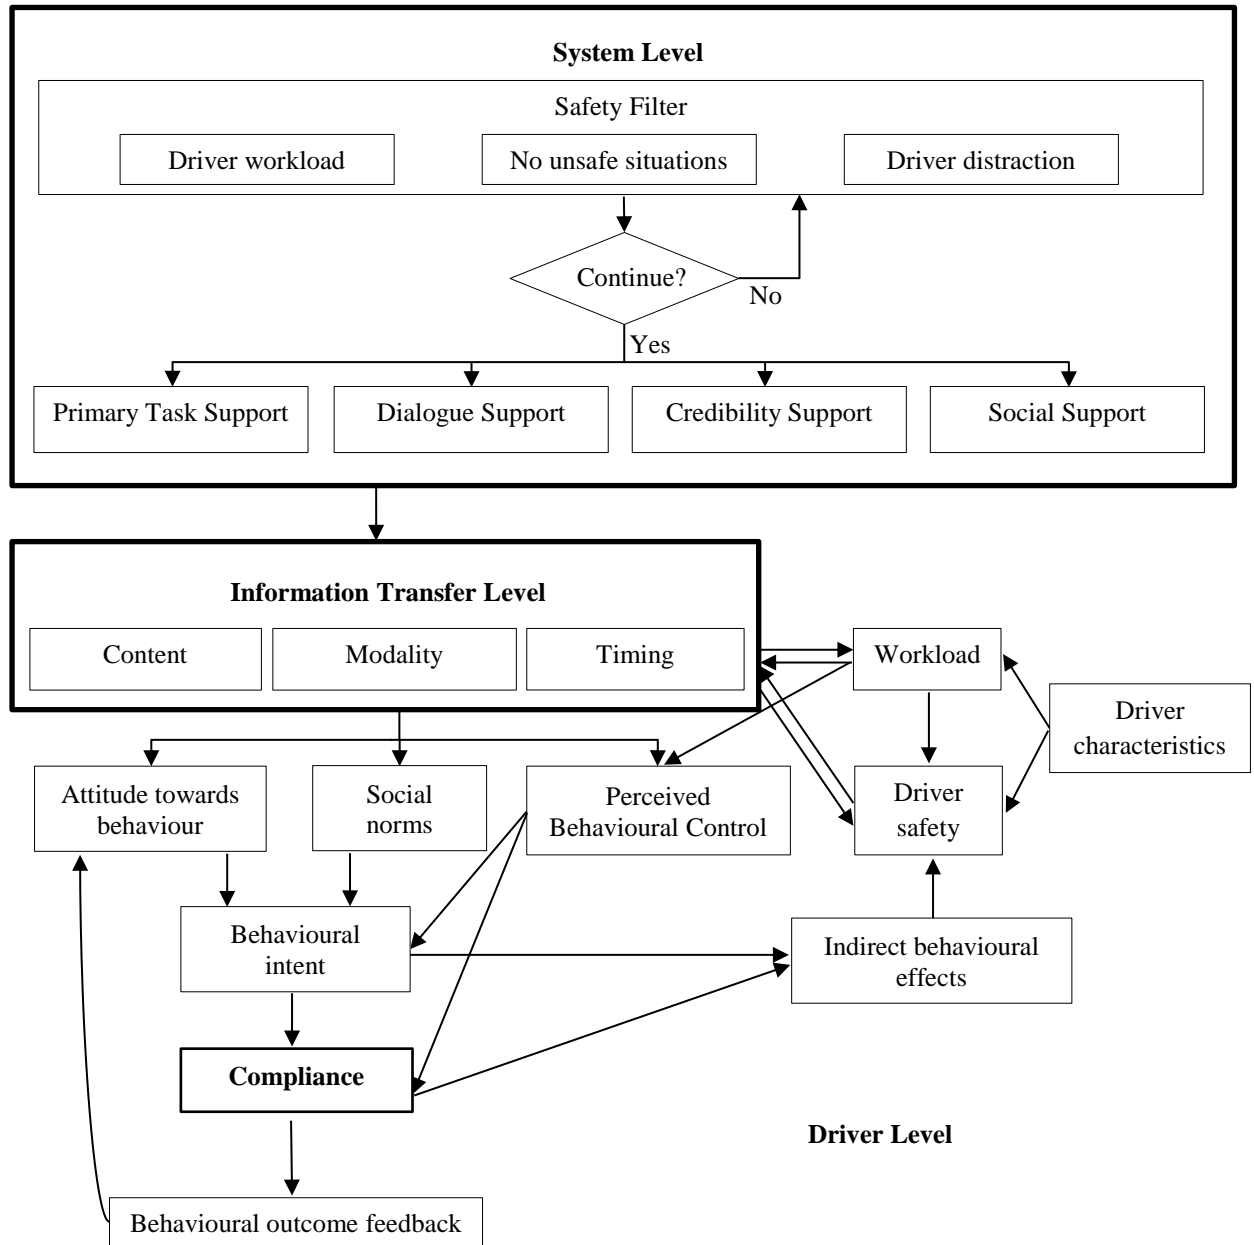 System Level
Safety Filter
Driver workload
No unsafe situations
Driver distraction
Continue?
No
Yes
Primary Task Support
Dialogue Support
Credibility Support
Social Support
Information Transfer Level
Content
Modality
Timing
Workload
Driver
characteristics
Attitude towards
behaviour
Social
norms
Perceived
Behavioural Control
Driver
safety
Behavioural
intent
Indirect behavioural
effects
Compliance
Driver Level
Behavioural outcome feedback